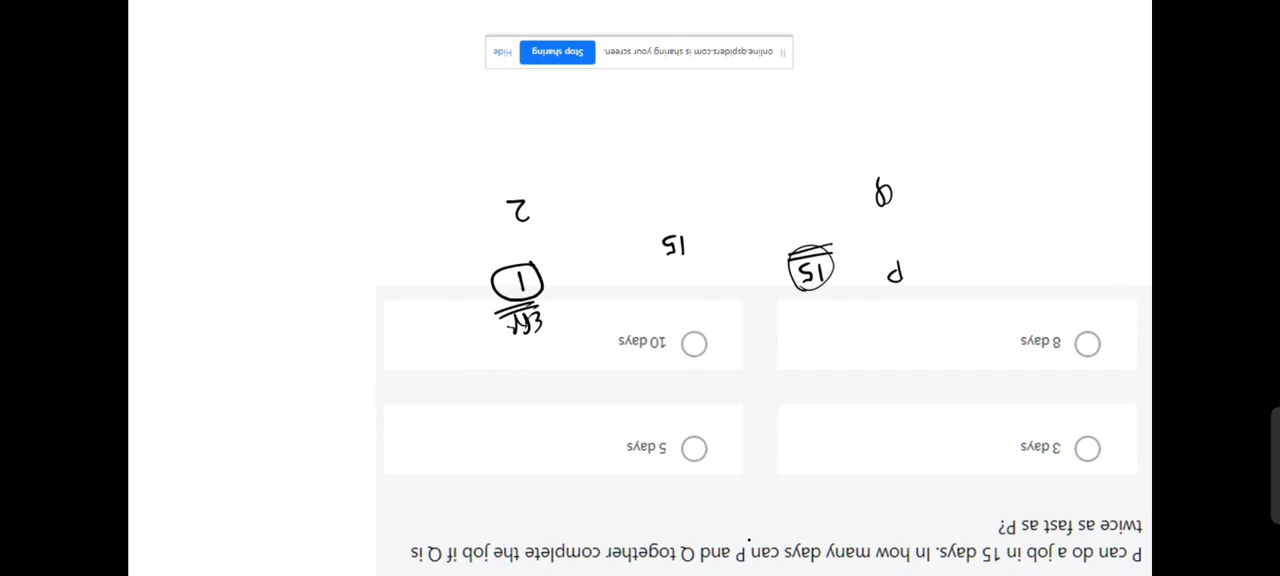 P can do a job in 15 days. In how many days can P and Q together complete the job if Q is
twice as fast as P?
3 days
5 days
8 days
10 days
Eff
P
15
1
15
Q
2
online.qspiders.com is sharing your screen.
Stop sharing
Hide